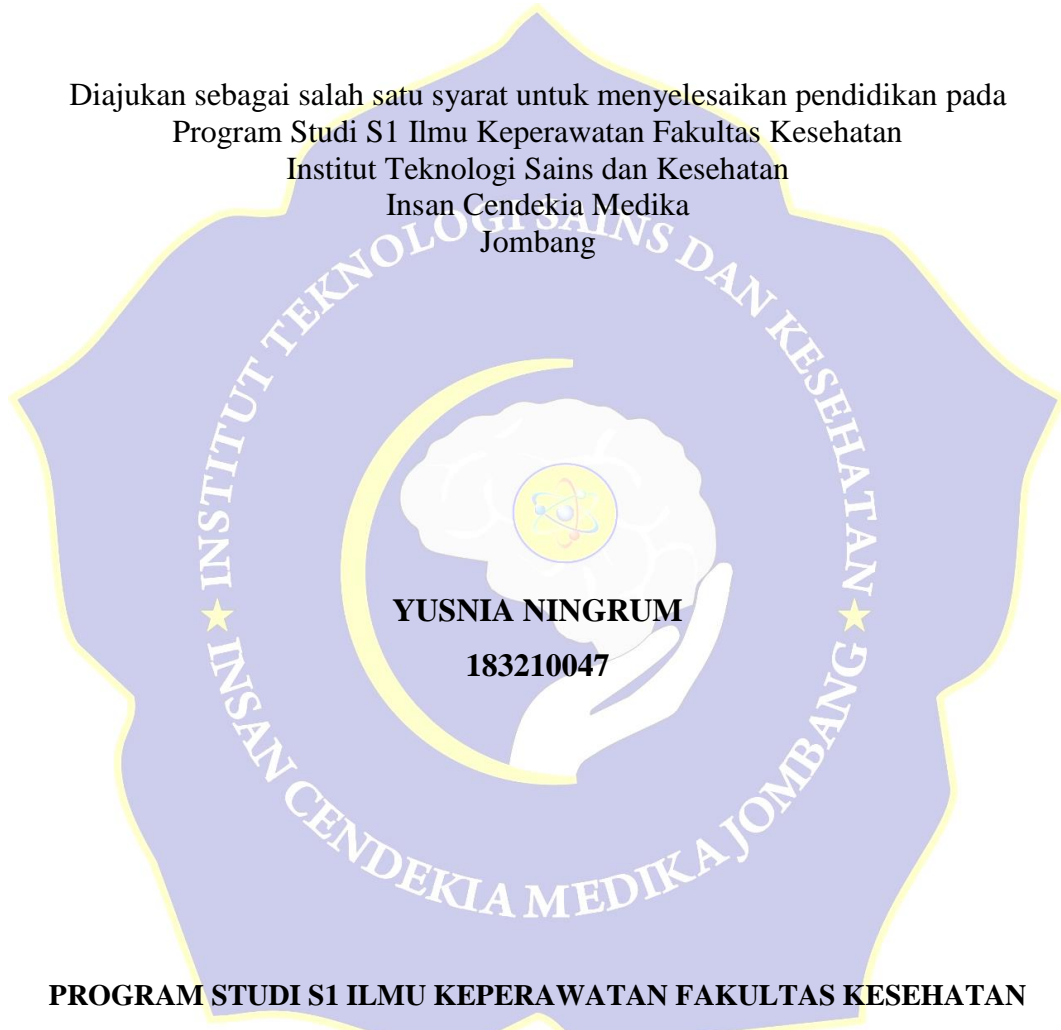 Diajukan sebagai salah satu syarat untuk menyelesaikan pendidikan pada
Program Studi S1 Ilmu Keperawatan Fakultas Kesehatan
Institut Teknologi Sains dan Kesehatan
Insan Cendekia Medika
Jombang
INSTITUT TEKNOLOGI SAINS DAN KESEHATAN
YUSNIA NINGRUM
183210047
INSAN CENDEKIA MEDIKA JOMBANG
PROGRAM STUDI S1 ILMU KEPERAWATAN FAKULTAS KESEHATAN